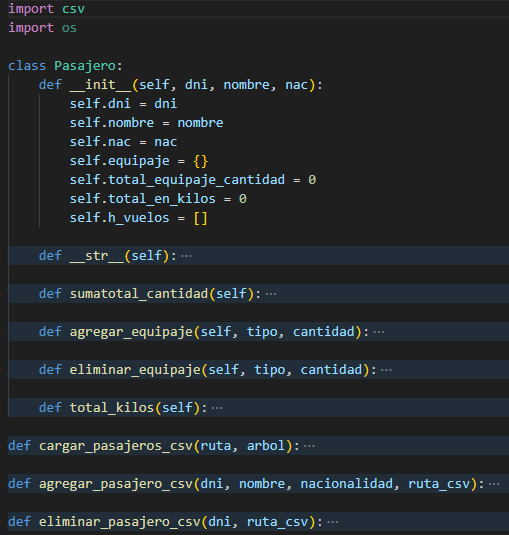 import csv
import os
class Pasajero:
def __init__(self, dni, nombre, nac):
self.dni = dni
self.nombre = nombre
self.nac = nac
self.equipaje = {}
self.total_equipaje_cantidad = 0
self.total_en_kilos = 0
self.h_vuelos = []
def __str__(self): ···
def sumatotal_cantidad(self): ···
def agregar_equipaje(self, tipo, cantidad): ···
def eliminar_equipaje(self, tipo, cantidad): ···
def total_kilos(self): ···
def cargar_pasajeros_csv(ruta, arbol): ···
def agregar_pasajero_csv(dni, nombre, nacionalidad, ruta_csv): ···
def eliminar_pasajero_csv(dni, ruta_csv): ···